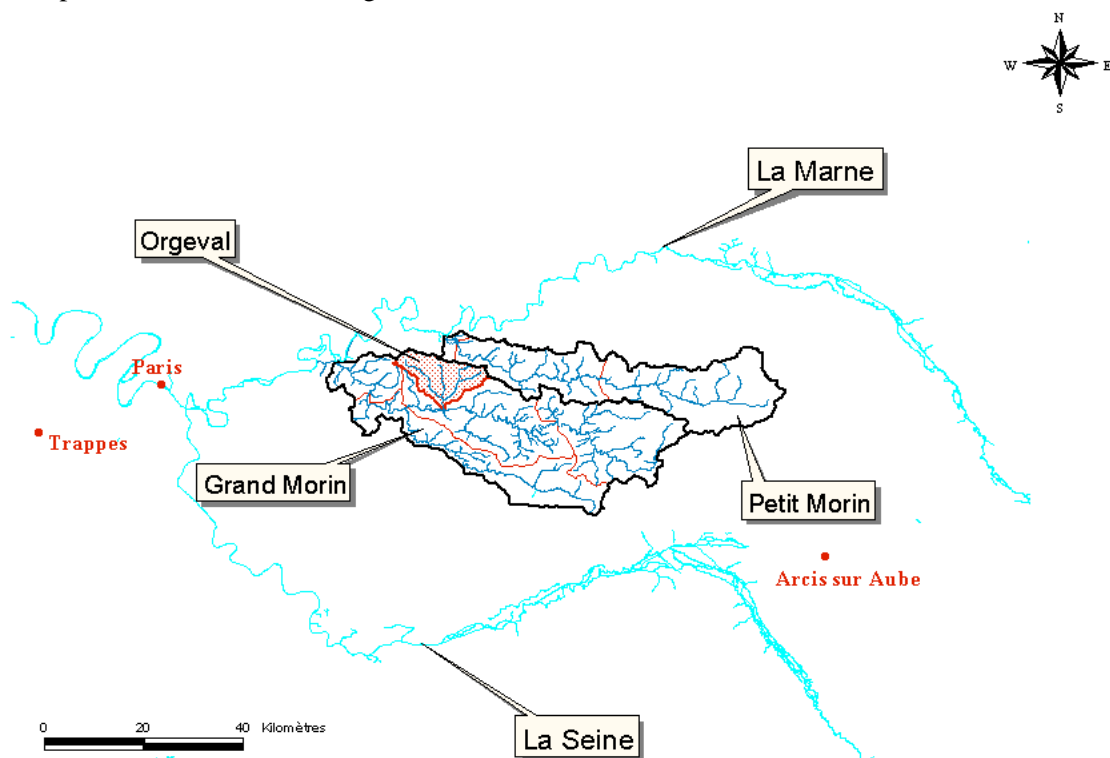 N
W E
S
La Marne
Orgeval
Paris
Trappes
Grand Morin
Petit Morin
Arcis sur Aube
La Seine
0 20 40 Kilomètres